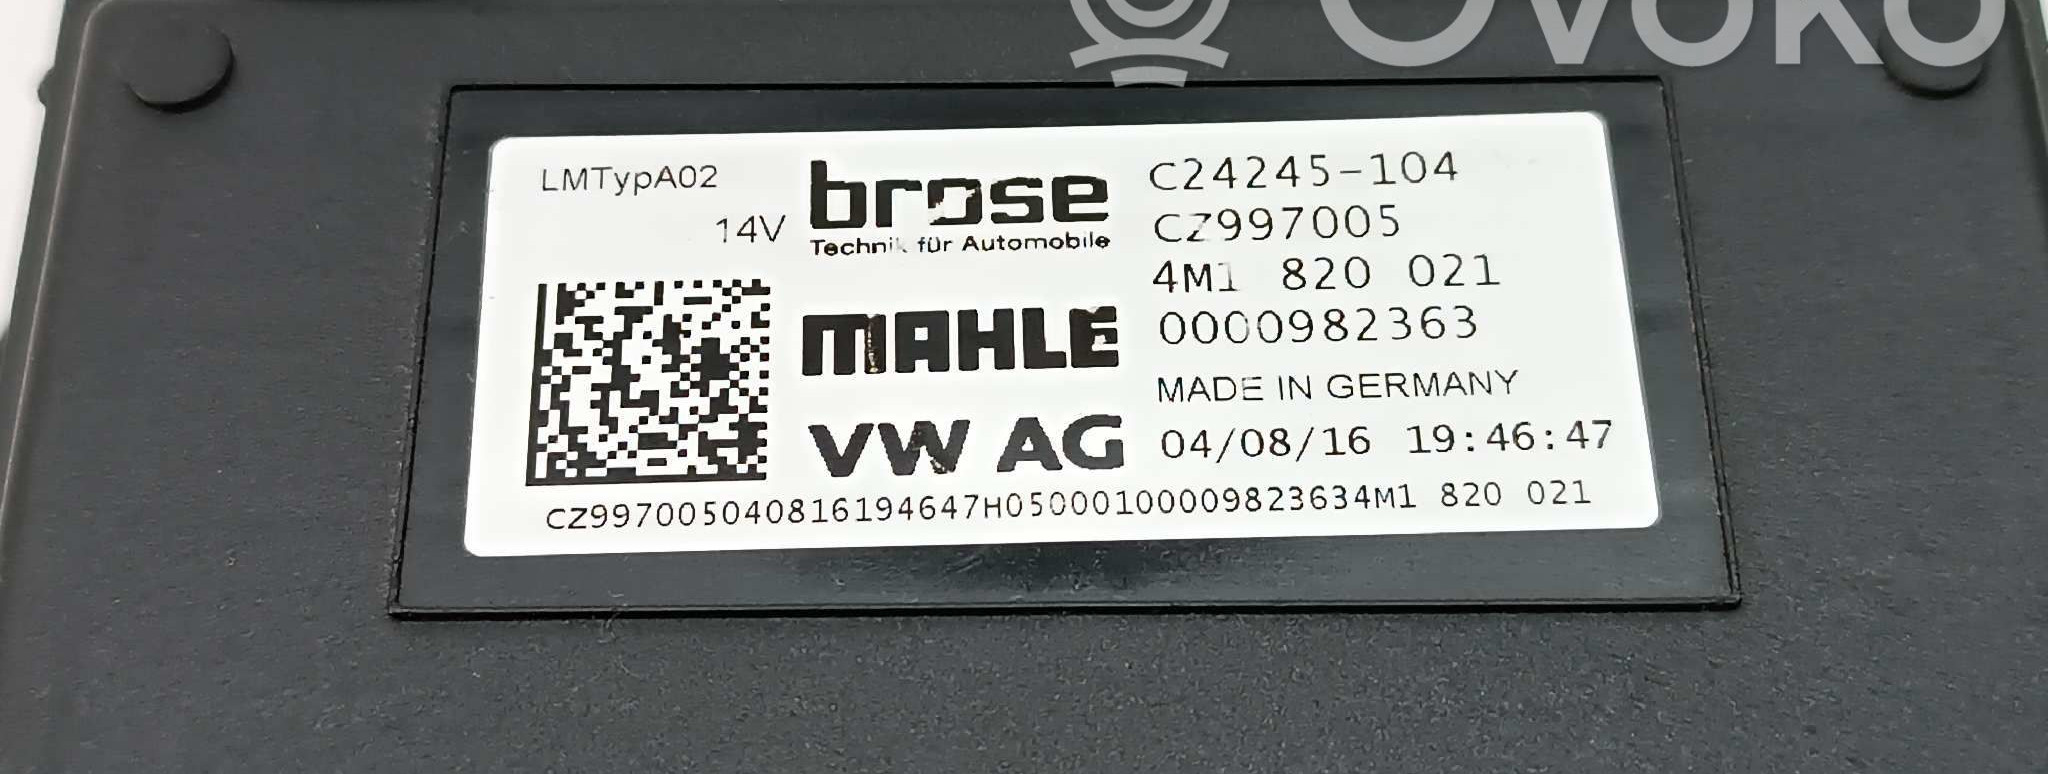 OVOKO
LMTypA02
14V
brose
Technik für Automobile
MAHLE
VW AG
C24245-104
CZ997005
4M1 820 021
0000982363
MADE IN GERMANY
04/08/16 19:46:47
CZ997005040816194647H05000100009823634M1 820 021